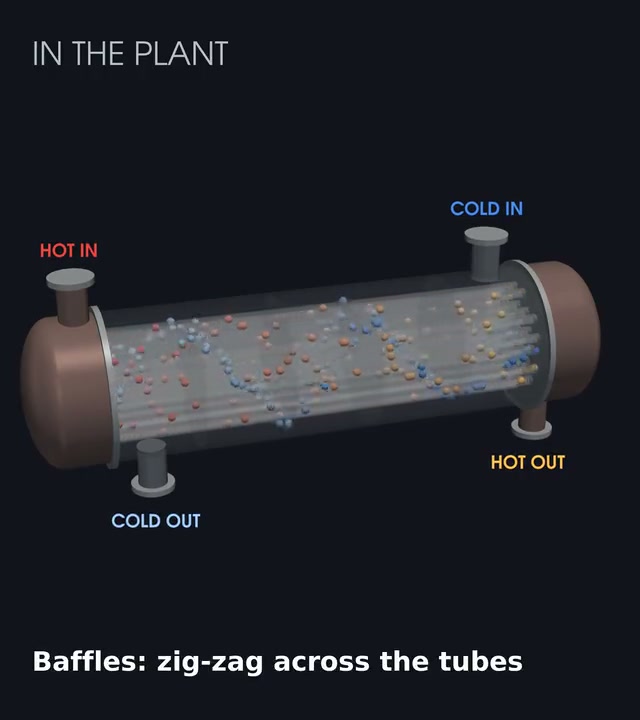 IN THE PLANT
COLD IN
HOT IN
HOT OUT
COLD OUT
Baffles: zig-zag across the tubes